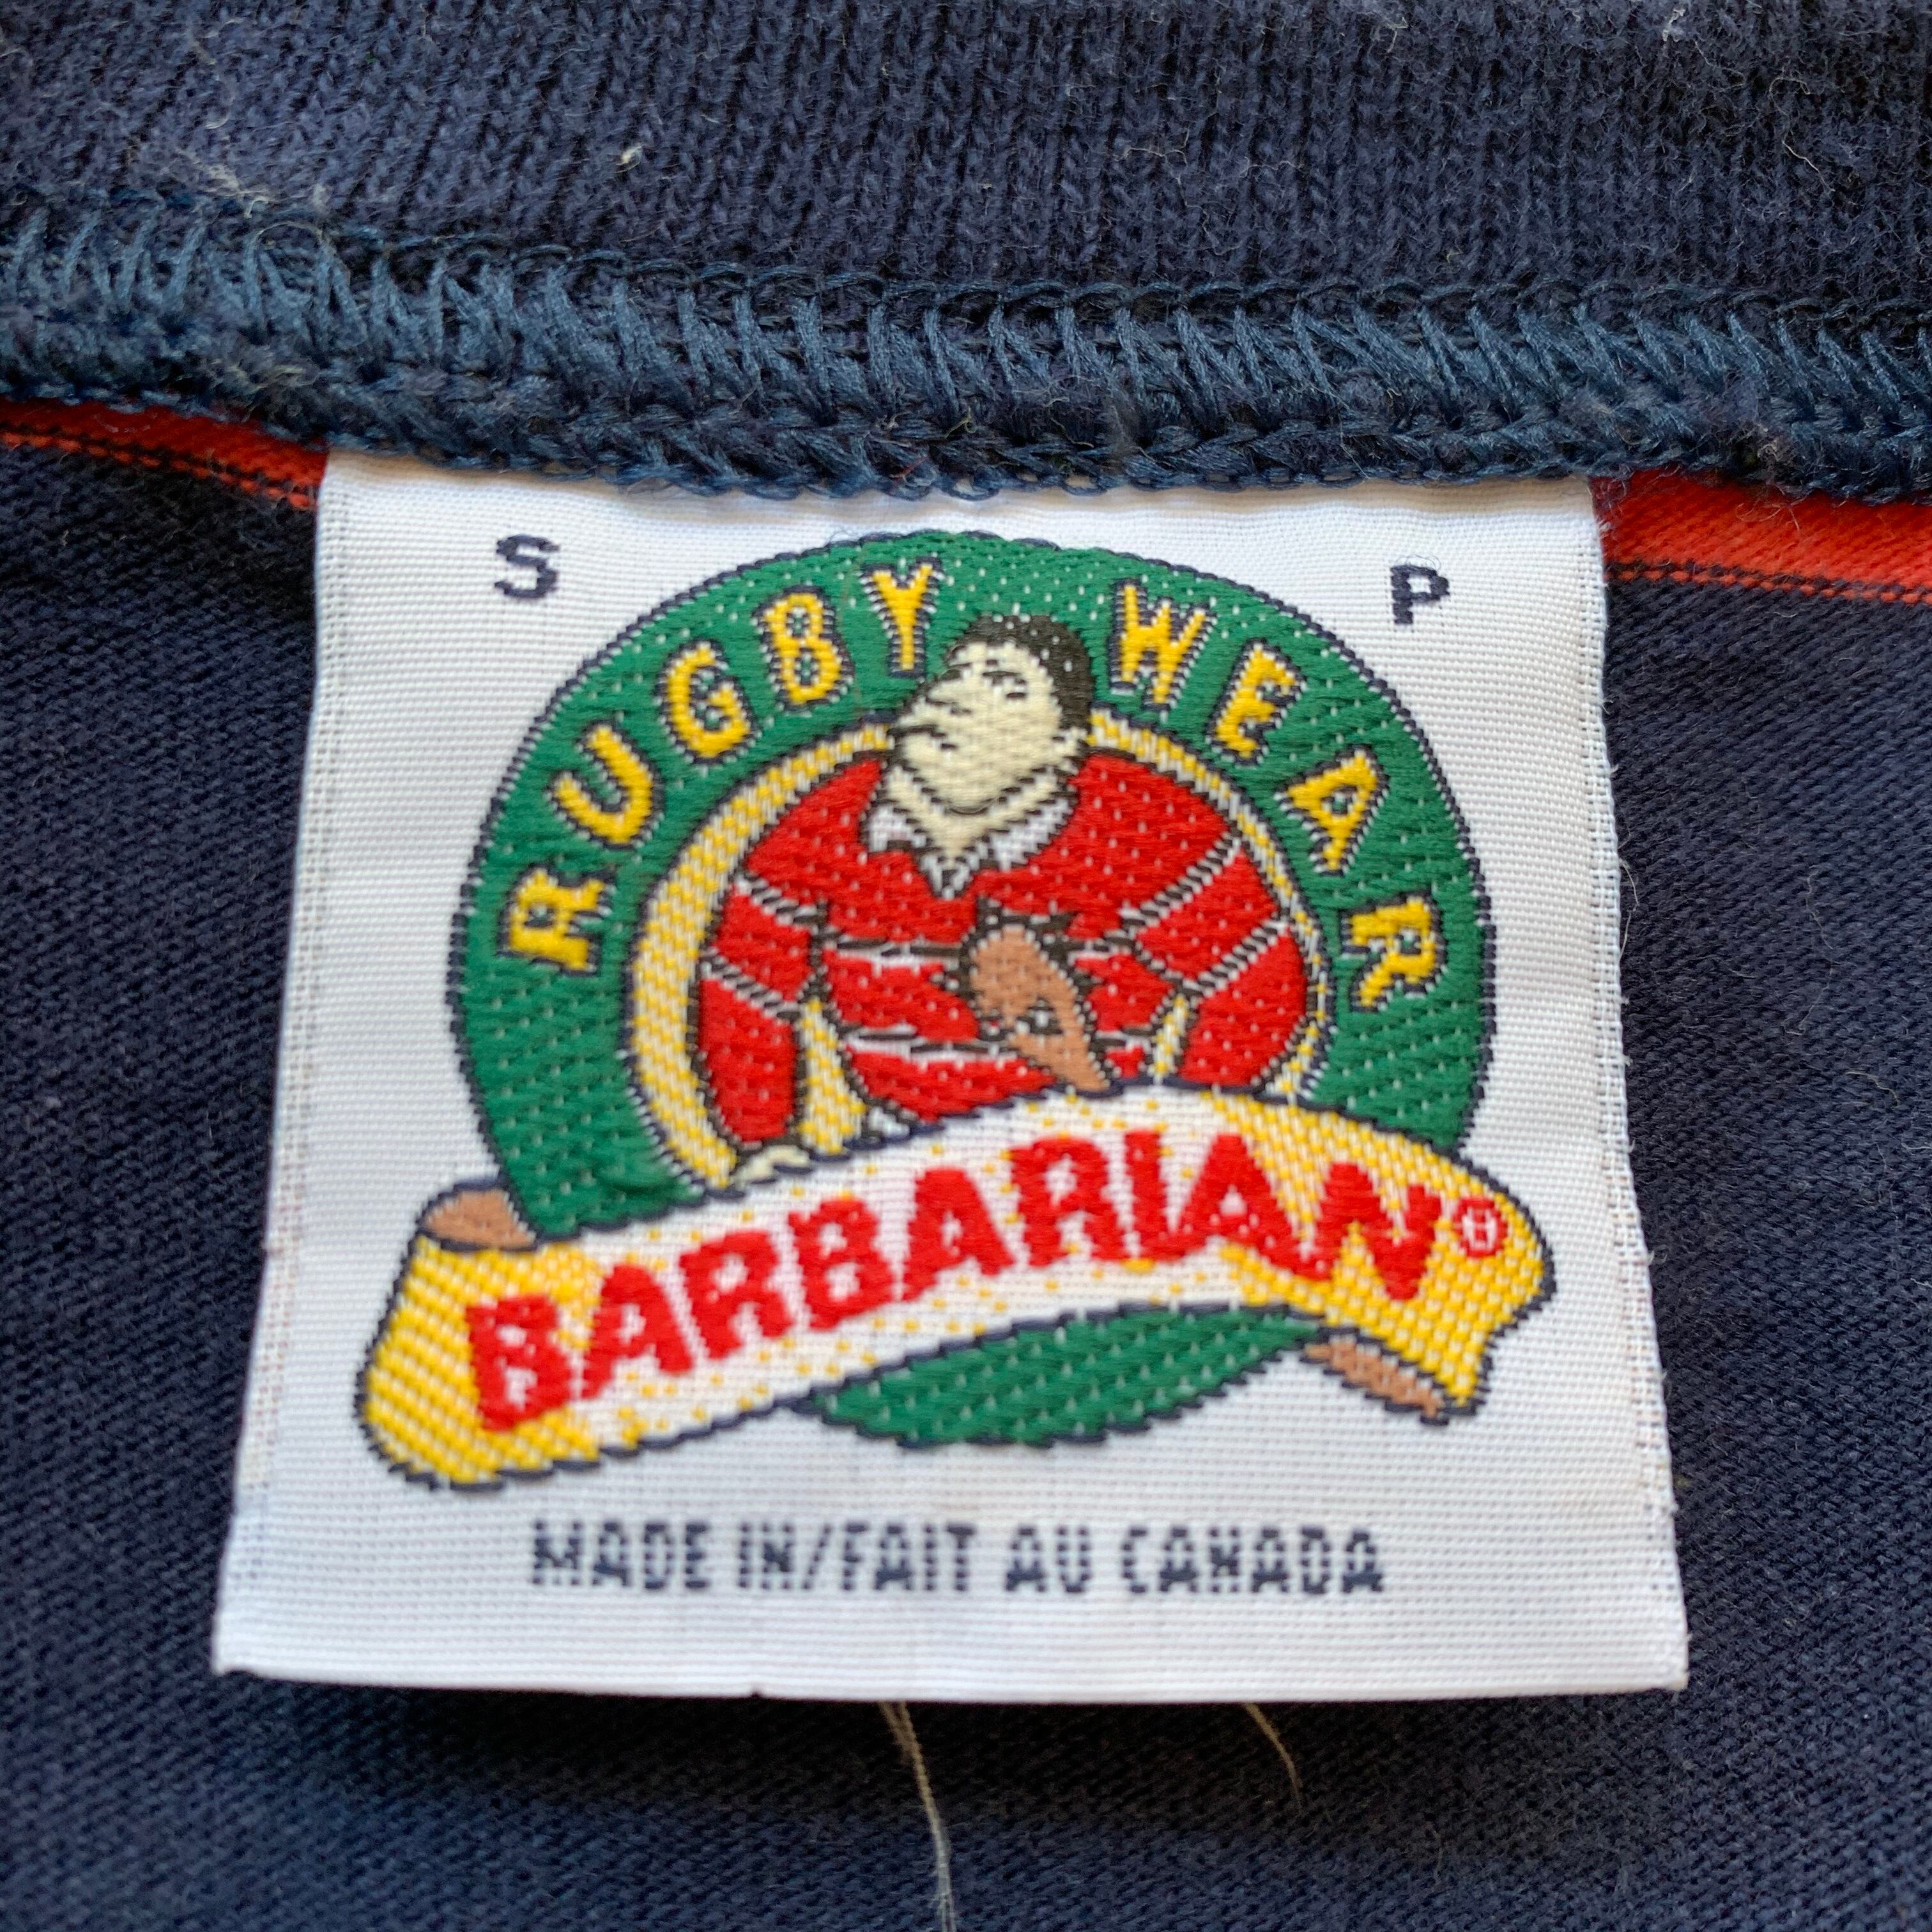 S P
RUGBY WEAR
BARBARIAN®
MADE IN/FAIT AU CANADA